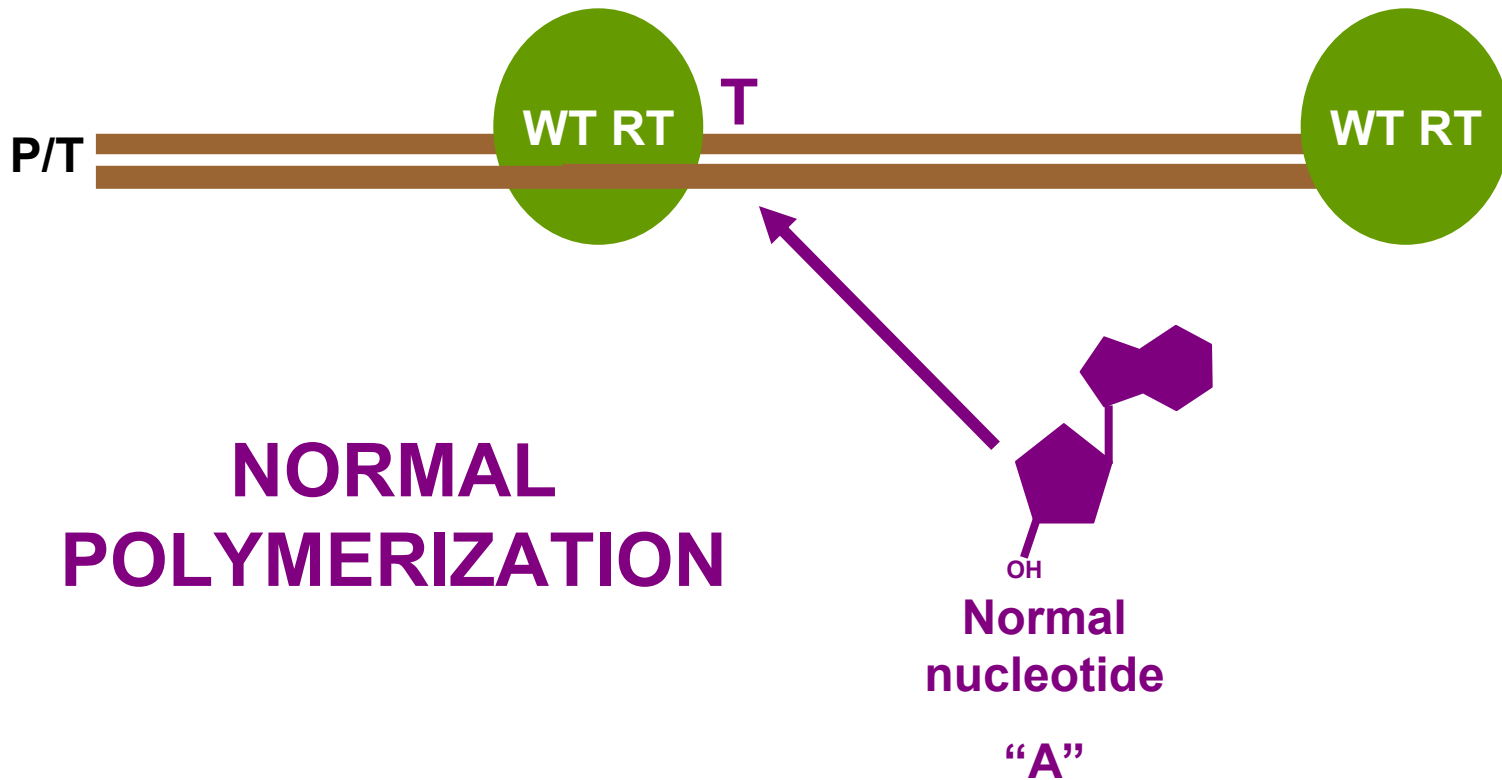 T
WT RT
WT RT
P/T
NORMAL
POLYMERIZATION
OH
Normal
nucleotide
“A”